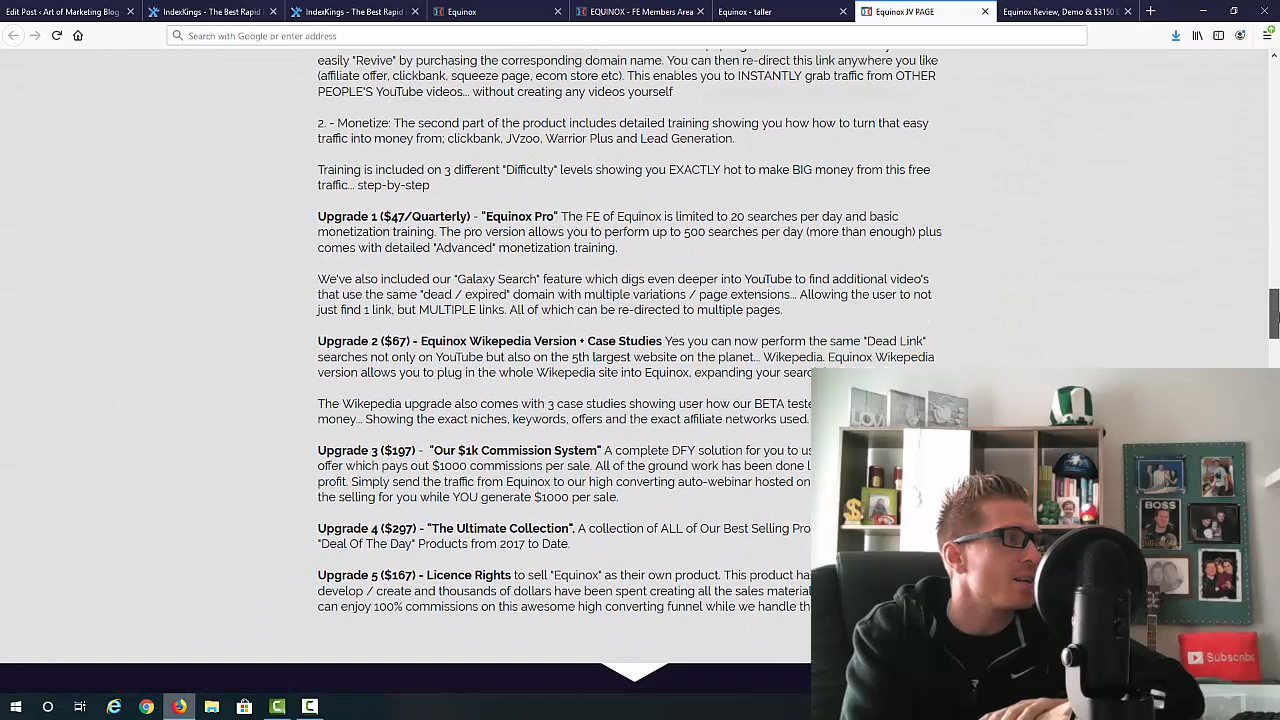 Edit Post ‹ Art of Marketing Blog
IndexKings - The Best Rapid
IndexKings - The Best Rapid
Equinox
EQUINOX - FE Members Area
Equinox - taller
Equinox JV PAGE
Equinox Review, Demo & $3150
Search with Google or enter address
easily "Revive" by purchasing the corresponding domain name. You can then re-direct this link anywhere you like
(affiliate offer, clickbank, squeeze page, ecom store etc). This enables you to INSTANTLY grab traffic from OTHER
PEOPLE'S YouTube videos... without creating any videos yourself
2. - Monetize: The second part of the product includes detailed training showing you how how to turn that easy
traffic into money from; clickbank, JVzoo, Warrior Plus and Lead Generation.
Training is included on 3 different "Difficulty" levels showing you EXACTLY hot to make BIG money from this free
traffic... step-by-step
Upgrade 1 ($47/Quarterly) - "Equinox Pro" The FE of Equinox is limited to 20 searches per day and basic
monetization training. The pro version allows you to perform up to 500 searches per day (more than enough) plus
comes with detailed "Advanced" monetization training.
We've also included our "Galaxy Search" feature which digs even deeper into YouTube to find additional video's
that use the same "dead / expired" domain with multiple variations / page extensions... Allowing the user to not
just find 1 link, but MULTIPLE links. All of which can be re-directed to multiple pages.
Upgrade 2 ($67) - Equinox Wikepedia Version + Case Studies Yes you can now perform the same "Dead Link"
searches not only on YouTube but also on the 5th largest website on the planet... Wikipedia. Equinox Wikepedia
version allows you to plug in the whole Wikipedia site into Equinox, expanding your
The Wikepedia upgrade also comes with 3 case studies showing user how our BETA
money... Showing the exact niches, keywords, offers and the exact affiliate networks used.
Upgrade 3 ($197) - "Our $1k Commission System" A complete DFY solution for you to
offer which pays out $1000 commissions per sale. All of the ground work has been done
profit. Simply send the traffic from Equinox to our high converting auto-webinar hosted on
the selling for you while YOU generate $1000 per sale.
Upgrade 4 ($297) - "The Ultimate Collection". A collection of ALL of Our Best Selling
"Deal Of The Day" Products from 2017 to Date.
Upgrade 5 ($167) - Licence Rights to sell "Equinox" as their own product. This product
develop / create and thousands of dollars have been spent creating all the sales
can enjoy 100% commissions on this awesome high converting funnel while we handle
LOV
BOSS
Subscribe